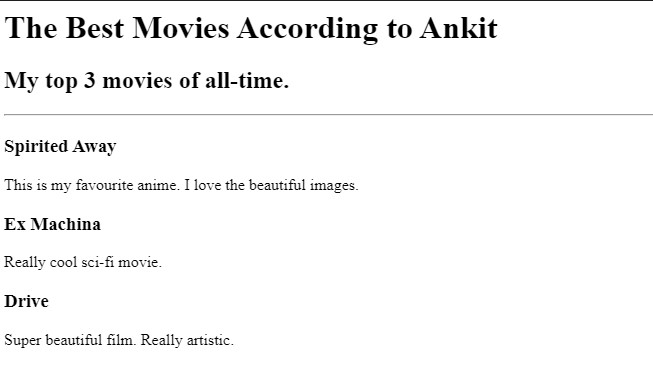 The Best Movies According to Ankit
My top 3 movies of all-time.
Spirited Away
This is my favourite anime. I love the beautiful images.
Ex Machina
Really cool sci-fi movie.
Drive
Super beautiful film. Really artistic.